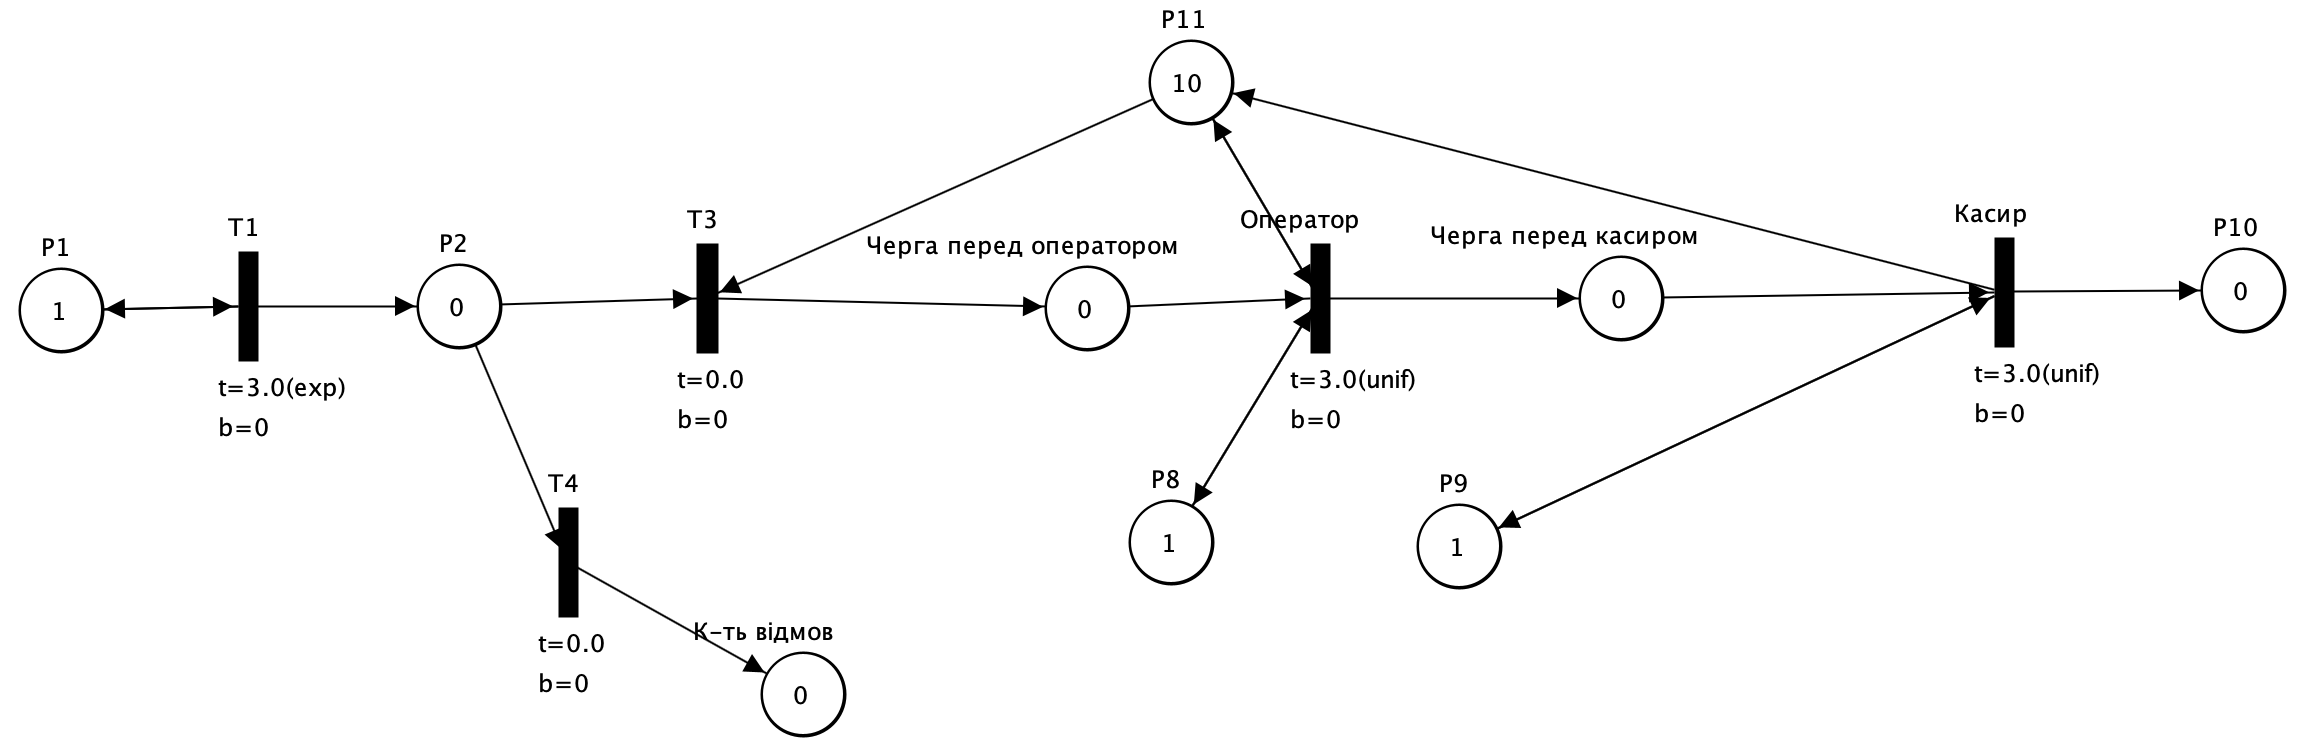 P11
10
P1
1
T1
t=3.0(exp)
b=0
P2
0
T3
t=0.0
b=0
Черга перед оператором
0
Оператор
t=3.0(unif)
b=0
Черга перед касиром
0
Касир
t=3.0(unif)
b=0
P10
0
T4
t=0.0
b=0
К-ть відмов
0
P8
1
P9
1